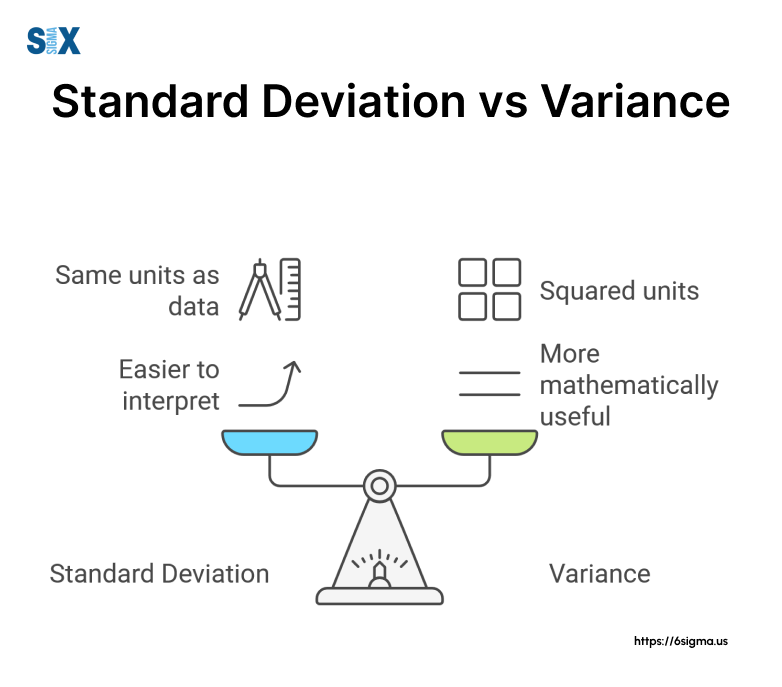 SIX
SIGMA
Standard Deviation vs Variance
Same units as
data
Squared units
Easier to
interpret
More
mathematically
useful
Standard Deviation
Variance
https://6sigma.us